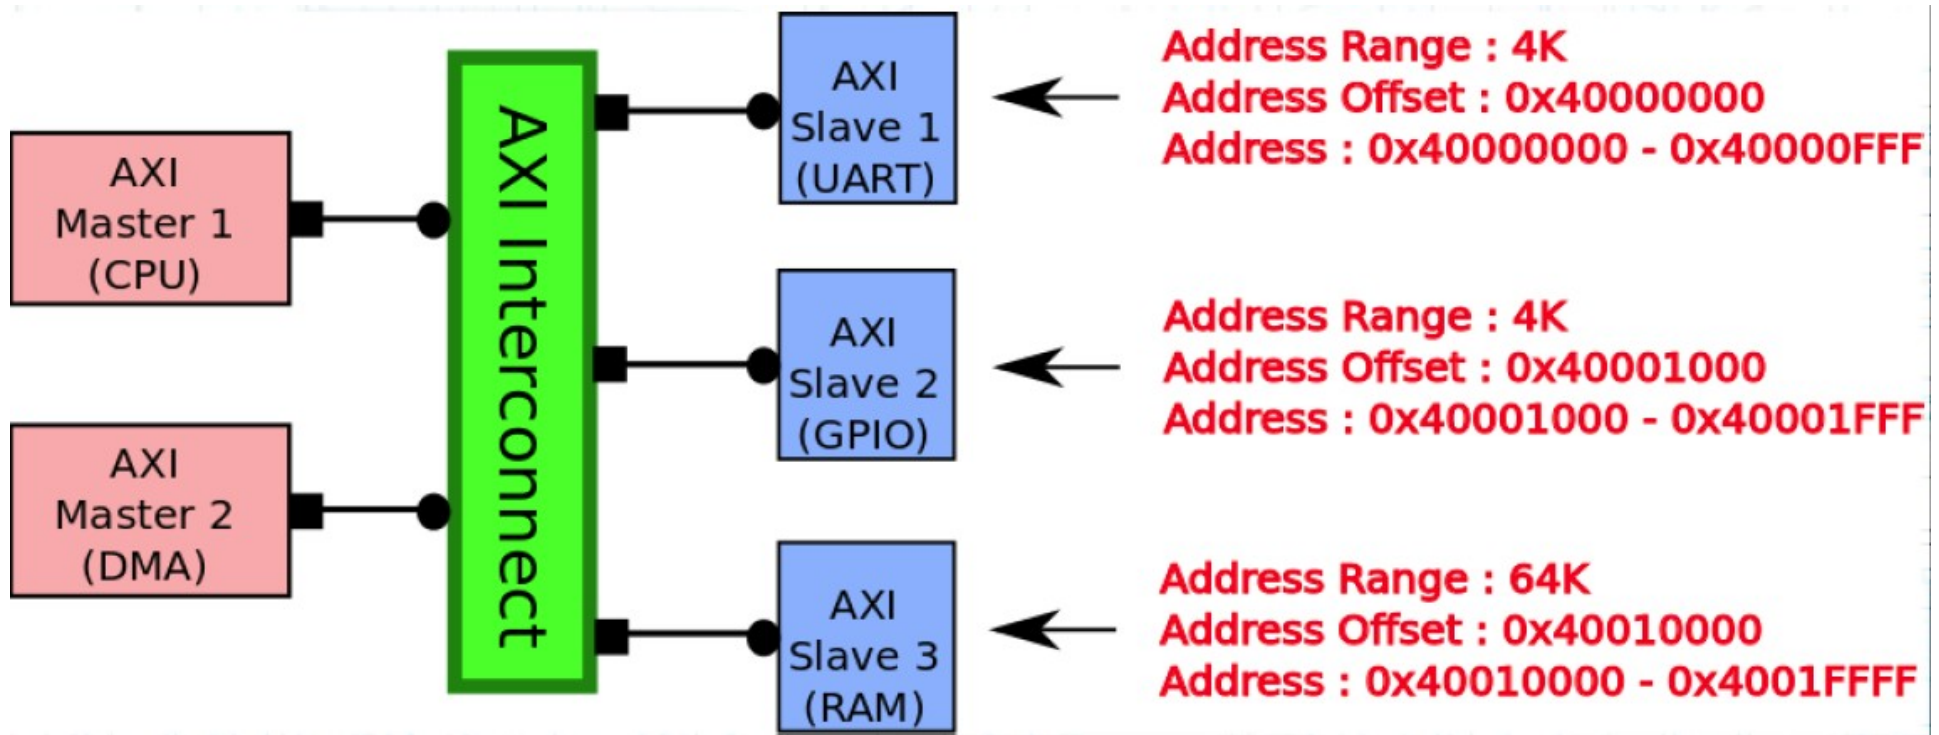 AXI
Master 1
(CPU)
AXI
Master 2
(DMA)
AXI Interconnect
AXI
Slave 1
(UART)
Address Range : 4K
Address Offset : 0x40000000
Address : 0x40000000 - 0x40000FFF
AXI
Slave 2
(GPIO)
Address Range : 4K
Address Offset : 0x40001000
Address : 0x40001000 - 0x40001FFF
AXI
Slave 3
(RAM)
Address Range : 64K
Address Offset : 0x40010000
Address : 0x40010000 - 0x4001FFFF